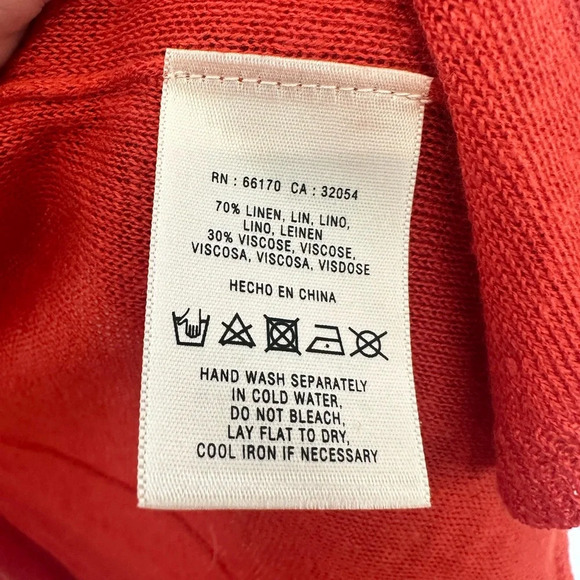 RN : 66170 CA : 32054
70% LINEN, LIN, LINO,
LINO, LEINEN
30% VISCOSE, VISCOSE,
VISCOSA, VISCOSA, VISDOSE
HECHO EN CHINA
HAND WASH SEPARATELY
IN COLD WATER,
DO NOT BLEACH,
LAY FLAT TO DRY,
COOL IRON IF NECESSARY